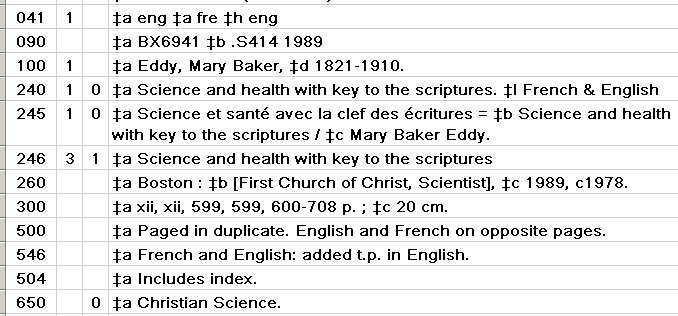 041 1 ‡a eng ‡a fre ‡h eng
090 ‡a BX6941 ‡b .S414 1989
100 1 ‡a Eddy, Mary Baker, ‡d 1821-1910.
240 1 0 ‡a Science and health with key to the scriptures. ‡l French & English
245 1 0 ‡a Science et santé avec la clef des écritures = ‡b Science and health
with key to the scriptures / ‡c Mary Baker Eddy.
246 3 1 ‡a Science and health with key to the scriptures
260 ‡a Boston : ‡b [First Church of Christ, Scientist], ‡c 1989, c1978.
300 ‡a xii, xii, 599, 599, 600-708 p. ; ‡c 20 cm.
500 ‡a Paged in duplicate. English and French on opposite pages.
546 ‡a French and English: added t.p. in English.
504 ‡a Includes index.
650 0 ‡a Christian Science.